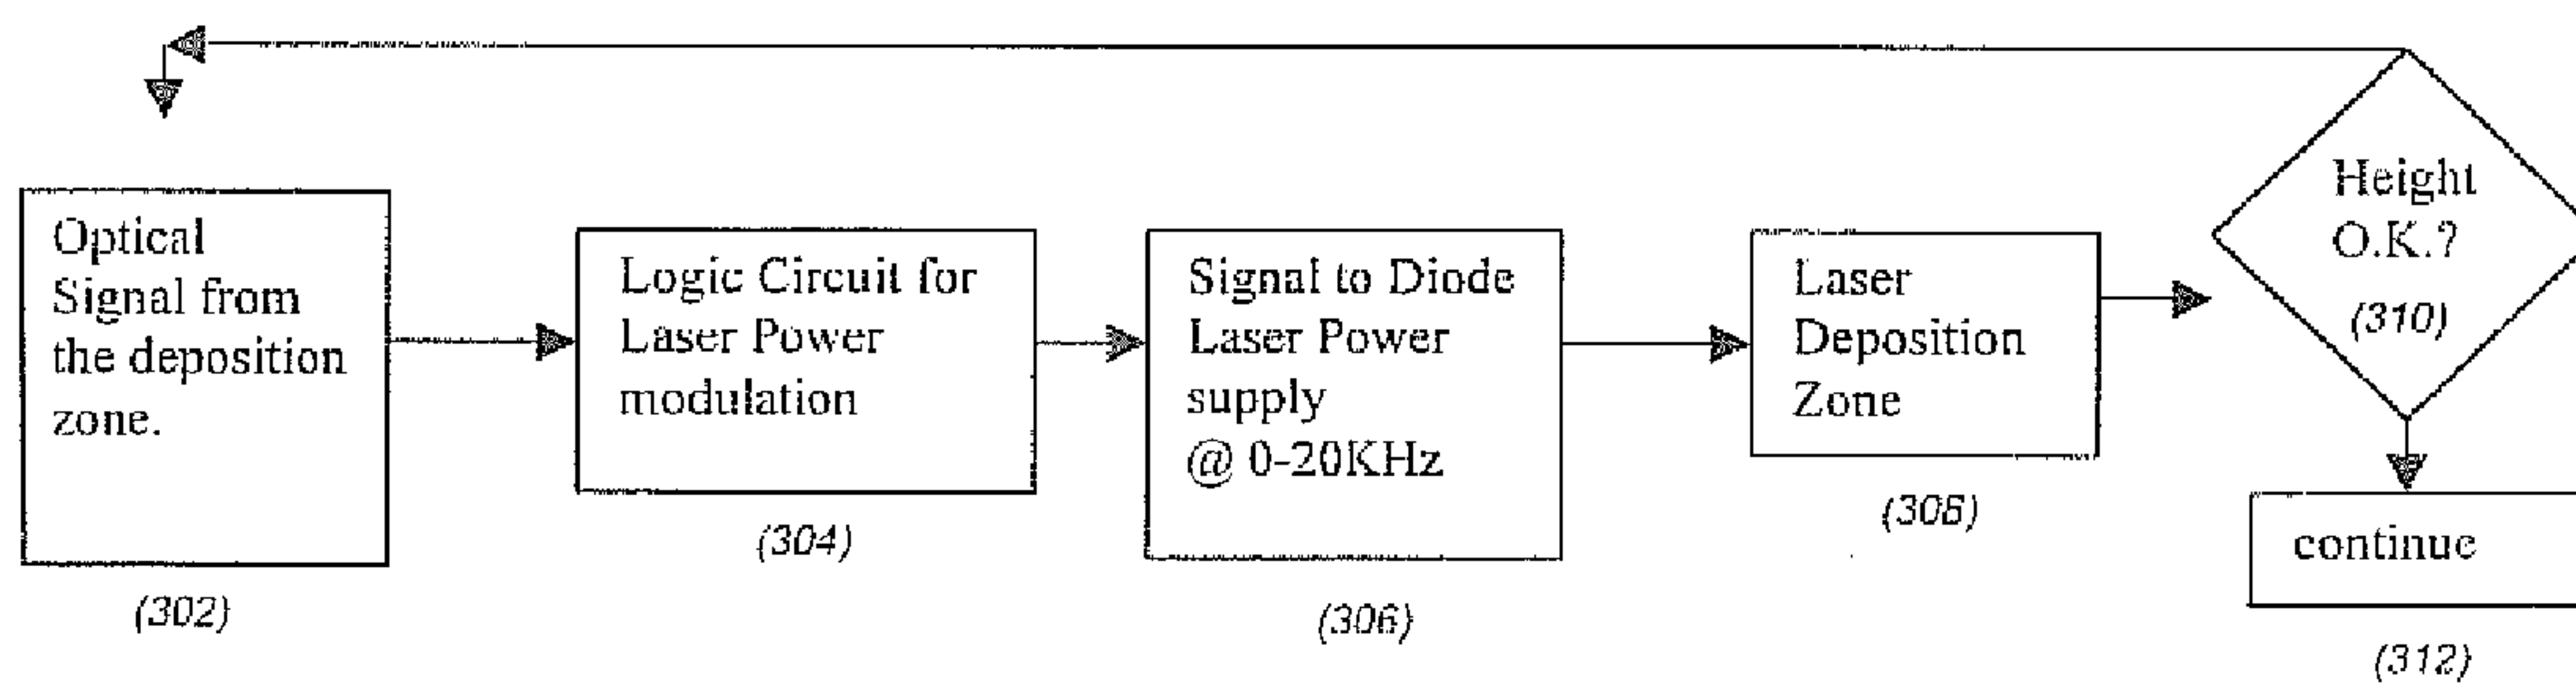 Optical
Signal from
the deposition
zone.
(302)
Logic Circuit for
Laser Power
modulation
(304)
Signal to Diode
Laser Power
supply
@ 0-20KHz
(306)
Laser
Deposition
Zone
(308)
Height
O.K.?
(310)
continue
(312)